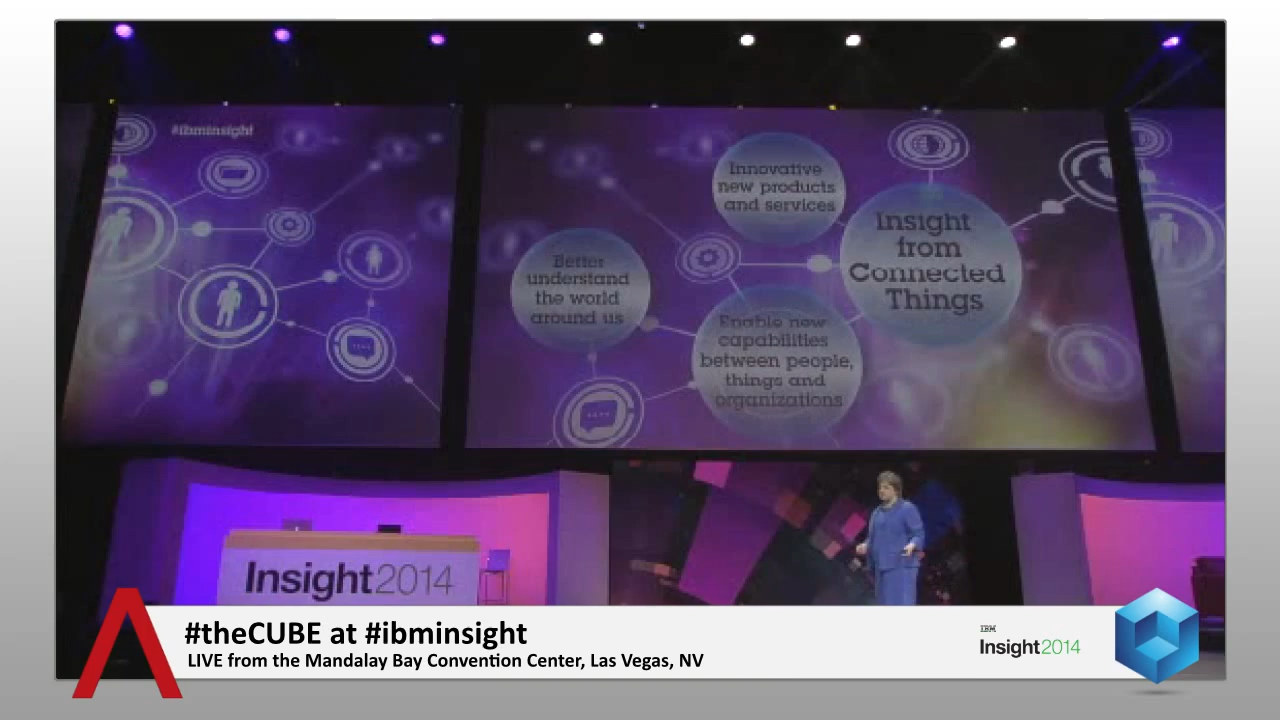 #ibminsight
Innovative
new products
and services
Insight
from
Connected
Things
Better
understand
the world
around us
Enable new
capabilities
between people,
things and
organizations
Insight2014
#theCUBE at #ibminsight
LIVE from the Mandalay Bay Convention Center, Las Vegas, NV
IBM
Insight2014